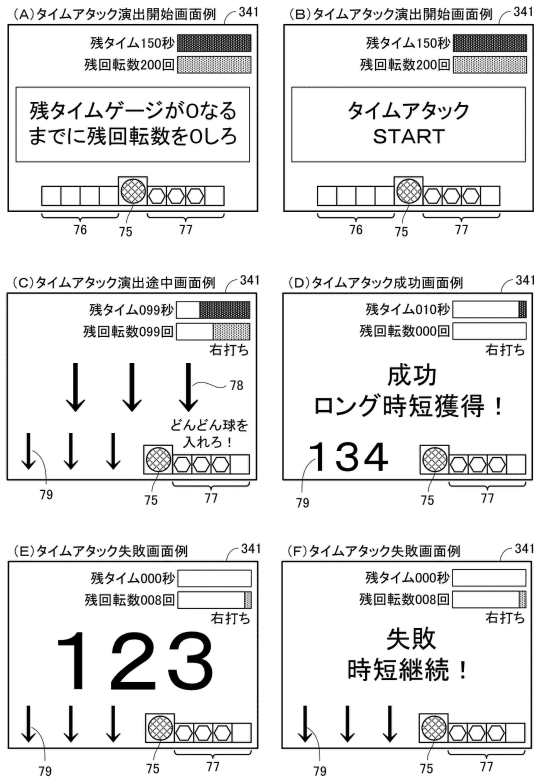 (A)タイムアタック演出開始画面例
341
残タイム150秒
残回転数200回
残タイムゲージが0なる
までに残回転数を0しろ
76
75
77
(B)タイムアタック演出開始画面例
341
残タイム150秒
残回転数200回
タイムアタック
START
76
75
77
(C)タイムアタック演出途中画面例
341
残タイム099秒
残回転数099回
右打ち
78
どんどん球を
入れろ!
79
75
77
(D)タイムアタック成功画面例
341
残タイム010秒
残回転数000回
右打ち
成功
ロング時短獲得!
134
79
75
77
(E)タイムアタック失敗画面例
341
残タイム000秒
残回転数008回
右打ち
123
79
75
77
(F)タイムアタック失敗画面例
341
残タイム000秒
残回転数008回
右打ち
失敗
時短継続!
79
75
77